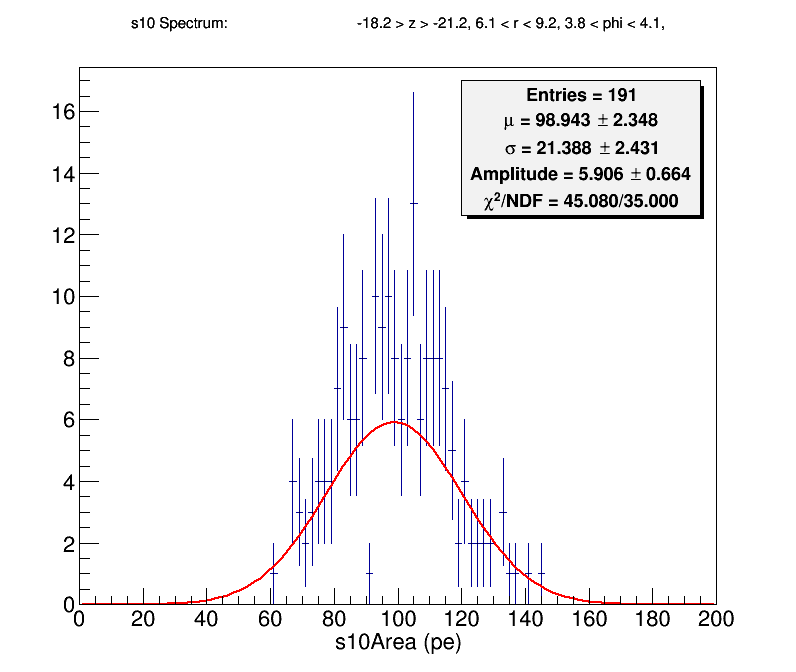 s10 Spectrum: -18.2 > z > -21.2, 6.1 < r < 9.2, 3.8 < phi < 4.1,
Entries = 191
μ = 98.943 ± 2.348
σ = 21.388 ± 2.431
Amplitude = 5.906 ± 0.664
χ²/NDF = 45.080/35.000
16
14
12
10
8
6
4
2
0
0 20 40 60 80 100 120 140 160 180 200
s10Area (pe)